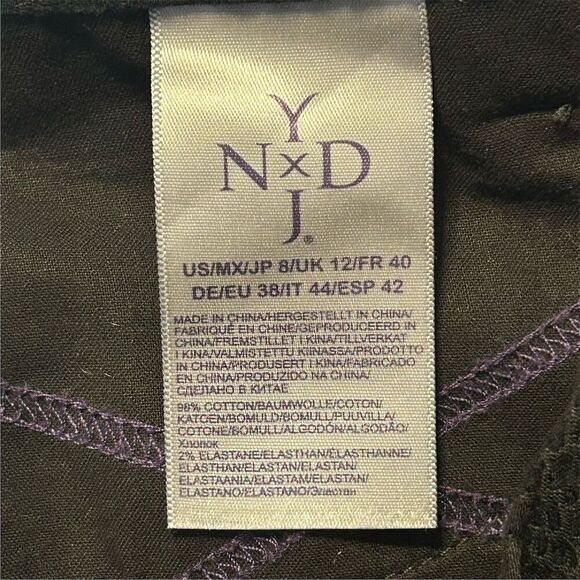 Y
N×D
J®
US/MX/JP 8/UK 12/FR 40
DE/EU 38/IT 44/ESP 42
MADE IN CHINA/HERGESTELLT IN CHINA/
FABRIQUÉ EN CHINE/GEPRODUCEERD IN
CHINA/FREMSTILLET I KINA/TILLVERKAT
I KINA/VALMISTETTU KIINASSA/PRODOTTO
IN CHINA/PRODUSERT I KINA/FABRICADO
EN CHINA/PRODUZIDO NA CHINA/
СДЕЛАНО В КИТАЕ
98% COTTON/BAUMWOLLE/COTON/
KATOEN/BOMULD/BOMULL/PUUVILLA/
COTONE/BOMULL/ALGODÓN/ALGODÃO/
Хлопок
2% ELASTANE/ELASTHAN/ÉLASTHANNE/
ELASTHAN/ELASTAN/ELASTAN/
ELASTAANIA/ELASTAM/ELASTAN/
ELASTANO/ELASTANO/Эластан